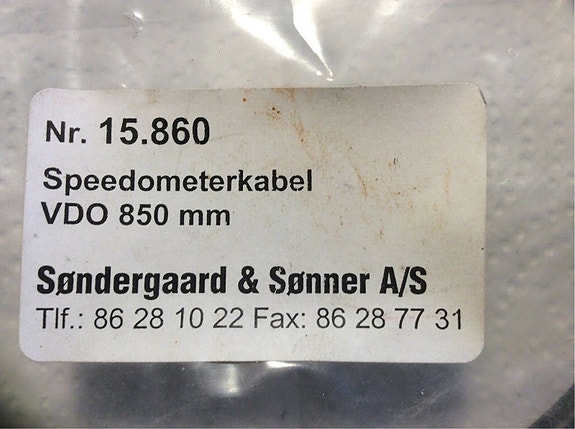 Nr. 15.860
Speedometerkabel
VDO 850 mm
Søndergaard & Sønner A/S
Tlf.: 86 28 10 22 Fax: 86 28 77 31